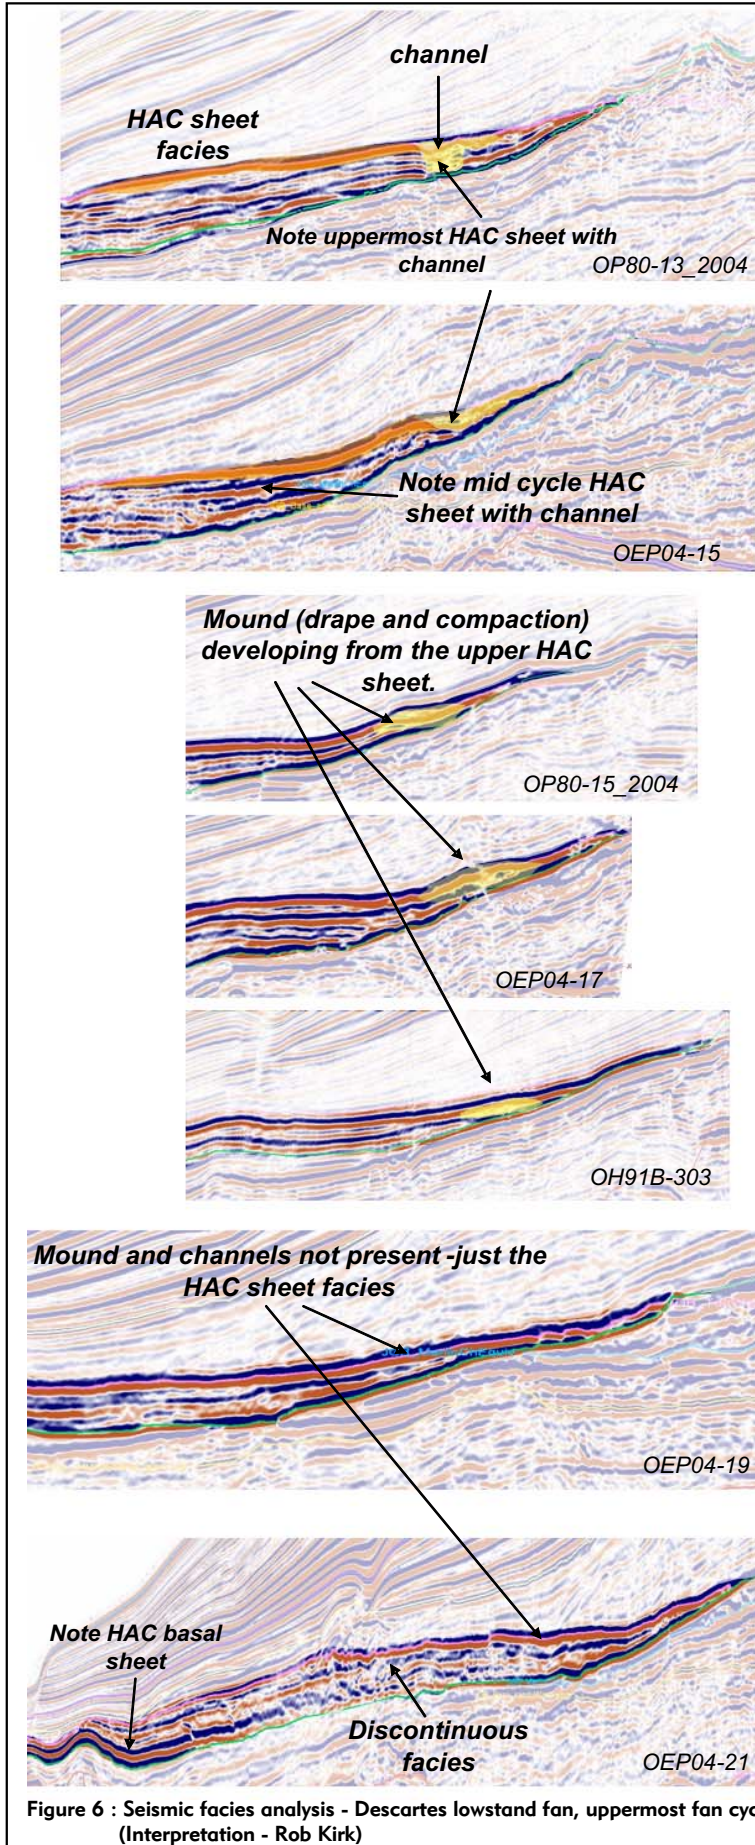 channel
HAC sheet
facies
Note uppermost HAC sheet with
channel
OP80-13_2004
Note mid cycle HAC
sheet with channel
OEP04-15
Mound (drape and compaction)
developing from the upper HAC
sheet.
OP80-15_2004
OEP04-17
OH91B-303
Mound and channels not present -just the
HAC sheet facies
OEP04-19
Note HAC basal
sheet
Discontinuous
facies
OEP04-21
Figure 6 : Seismic facies analysis - Descartes lowstand fan, uppermost fan cyc
(Interpretation - Rob Kirk)